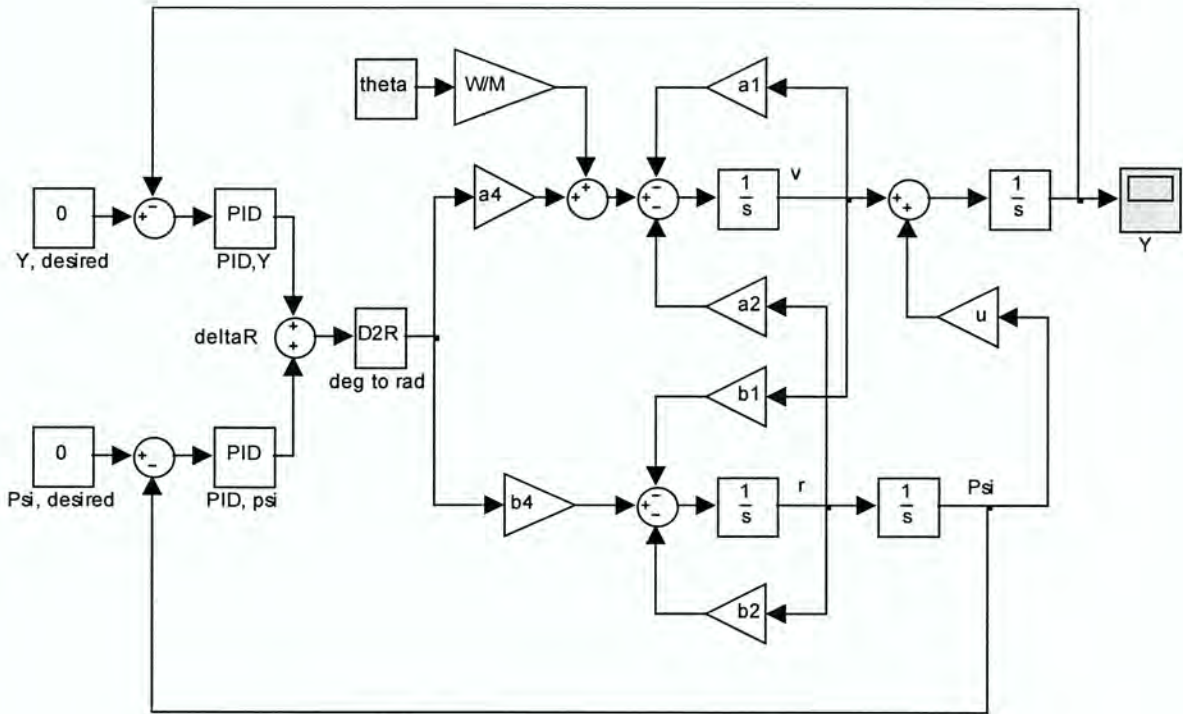 theta
W/M
a1
a4
1
s
v
1
s
0
PID
Y, desired
PID,Y
Y
a2
u
deltaR
D2R
deg to rad
b1
0
PID
Psi, desired
PID, psi
b4
1
s
r
1
s
Psi
b2